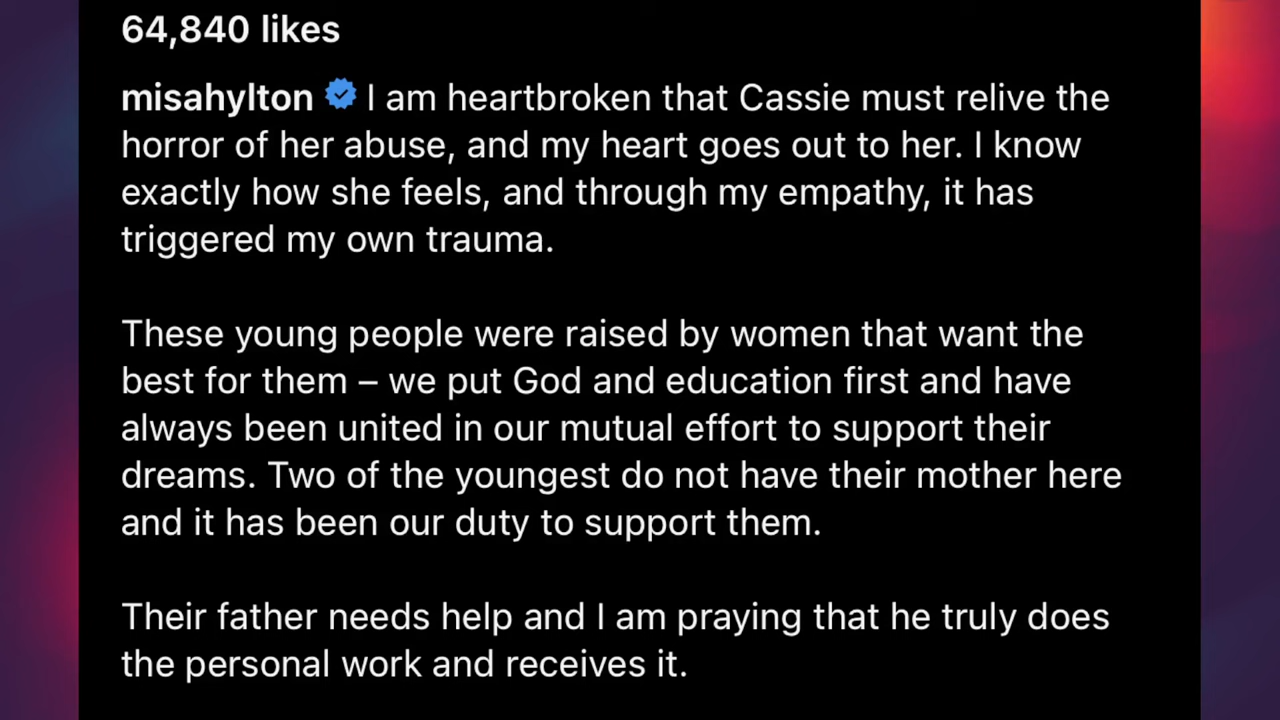 64,840 likes
misahylton I am heartbroken that Cassie must relive the
horror of her abuse, and my heart goes out to her. I know
exactly how she feels, and through my empathy, it has
triggered my own trauma.
These young people were raised by women that want the
best for them – we put God and education first and have
always been united in our mutual effort to support their
dreams. Two of the youngest do not have their mother here
and it has been our duty to support them.
Their father needs help and I am praying that he truly does
the personal work and receives it.